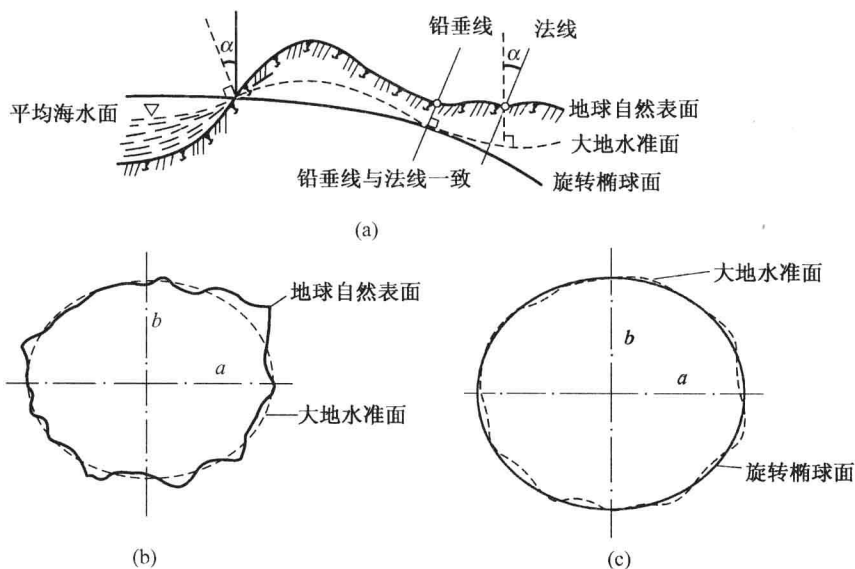 铅垂线 法线
α α
平均海水面
地球自然表面
大地水准面
铅垂线与法线一致 旋转椭球面
(a)
地球自然表面
b
a
大地水准面
(b)
大地水准面
b
a
旋转椭球面
(c)